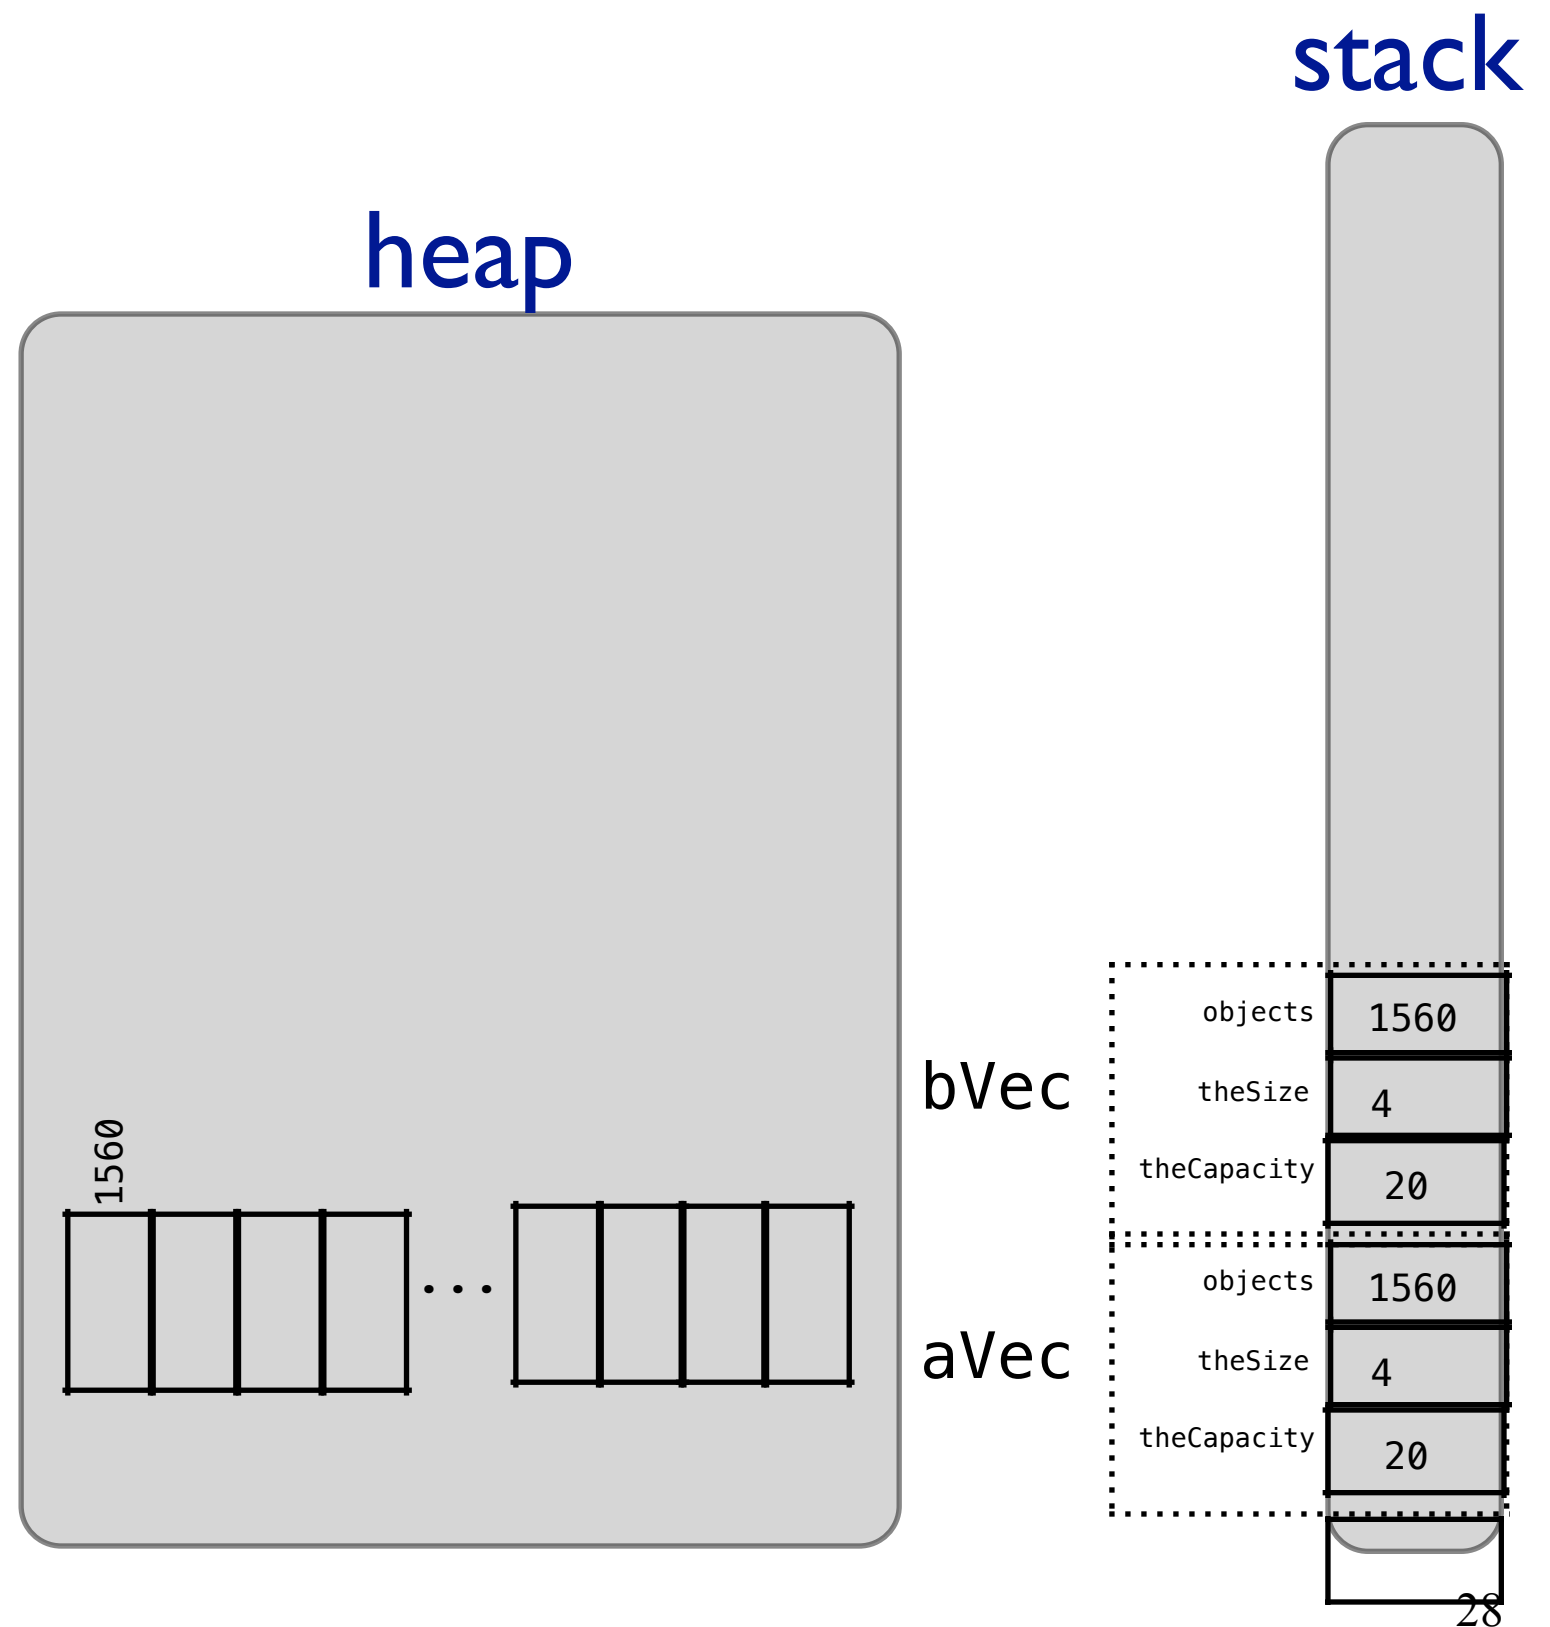 stack
heap
objects 1560
bVec
theSize 4
theCapacity 20
1560
objects 1560
...
aVec
theSize 4
theCapacity 20
28